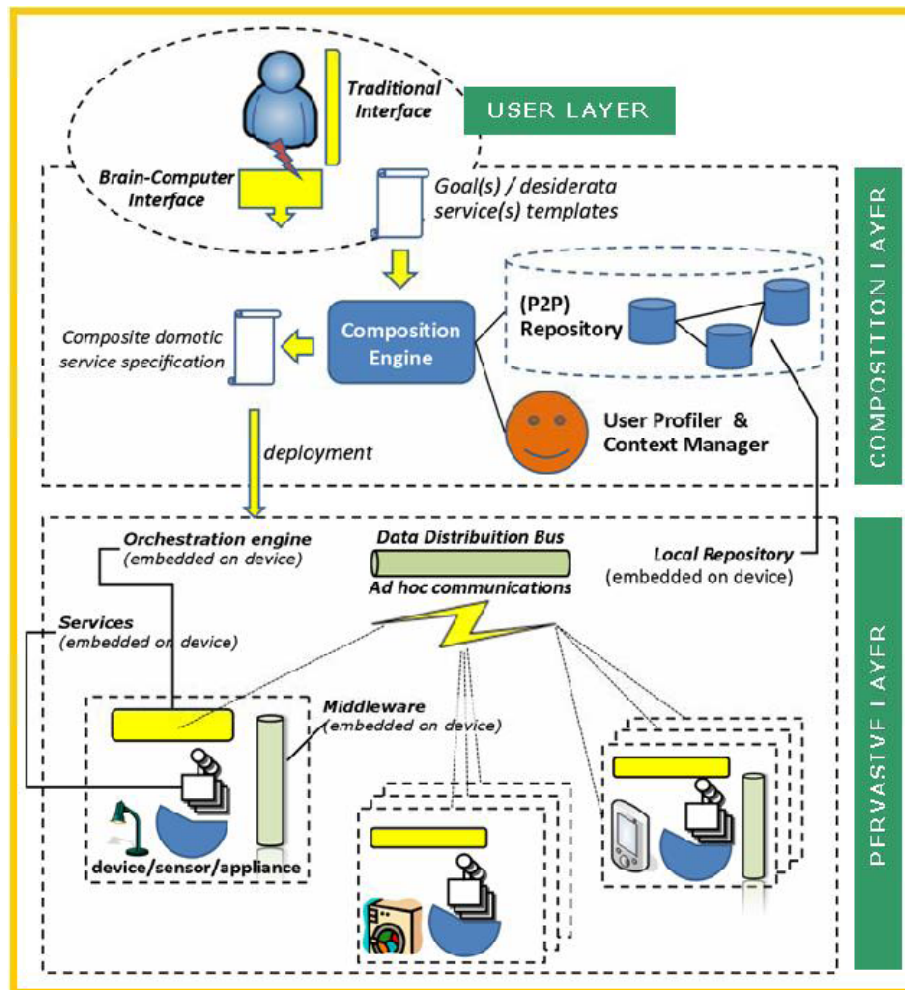 Traditional
Interface
USER LAYER
Brain-Computer
Interface
Goal(s) / desiderata
service(s) templates
COMPOSITION LAYER
(P2P)
Repository
Composition
Engine
Composite domotic
service specification
User Profiler &
Context Manager
deployment
Orchestration engine
(embedded on device)
Data Distribuition Bus
Ad hoc communications
Local Repository
(embedded on device)
Services
(embedded on device)
PERVASIVE LAYER
Middleware
(embedded on device)
device/sensor/appliance